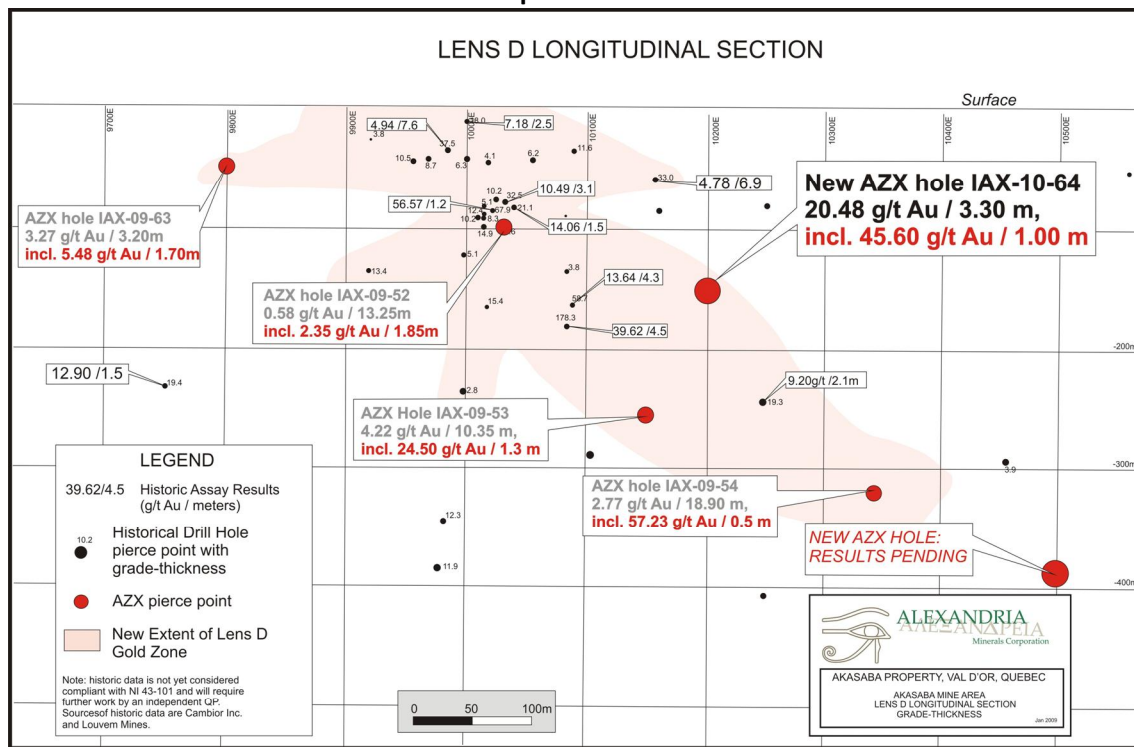 LENS D LONGITUDINAL SECTION
Surface
9700E
9800E
9900E
10000E
10100E
10200E
10300E
10400E
10500E
4.94 /7.6
3.8
7.18 /2.5
37.5
11.6
10.5
8.7
6.3
4.1
6.2
33.0
4.78 /6.9
10.49 /3.1
10.2
32.5
5.1
56.57 /1.2
57.9
21.1
10.2
8.3
14.9
14.06 /1.5
New AZX hole IAX-10-64
20.48 g/t Au / 3.30 m,
incl. 45.60 g/t Au / 1.00 m
AZX hole IAX-09-63
3.27 g/t Au / 3.20m
incl. 5.48 g/t Au / 1.70m
5.1
3.8
13.4
13.64 /4.3
AZX hole IAX-09-52
0.58 g/t Au / 13.25m
incl. 2.35 g/t Au / 1.85m
15.4
178.3
39.62 /4.5
-200m
12.90 /1.5
19.4
2.8
9.20g/t /2.1m
19.3
AZX Hole IAX-09-53
4.22 g/t Au / 10.35 m,
incl. 24.50 g/t Au / 1.3 m
3.9
-300m
AZX hole IAX-09-54
2.77 g/t Au / 18.90 m,
incl. 57.23 g/t Au / 0.5 m
12.3
11.9
NEW AZX HOLE:
RESULTS PENDING
-400m
LEGEND
39.62/4.5 Historic Assay Results
(g/t Au / meters)
10.2
Historical Drill Hole
pierce point with
grade-thickness
AZX pierce point
New Extent of Lens D
Gold Zone
Note: historic data is not yet considered
compliant with NI 43-101 and will require
further work by an independent QP.
Sourcesof historic data are Cambior Inc.
and Louvem Mines.
0 50 100m
ALEXANDRIA
ΑΛΕΞΑΝΔΡΕΙΑ
Minerals Corporation
AKASABA PROPERTY, VAL D'OR, QUEBEC
AKASABA MINE AREA
LENS D LONGITUDINAL SECTION
GRADE-THICKNESS
Jan 2009